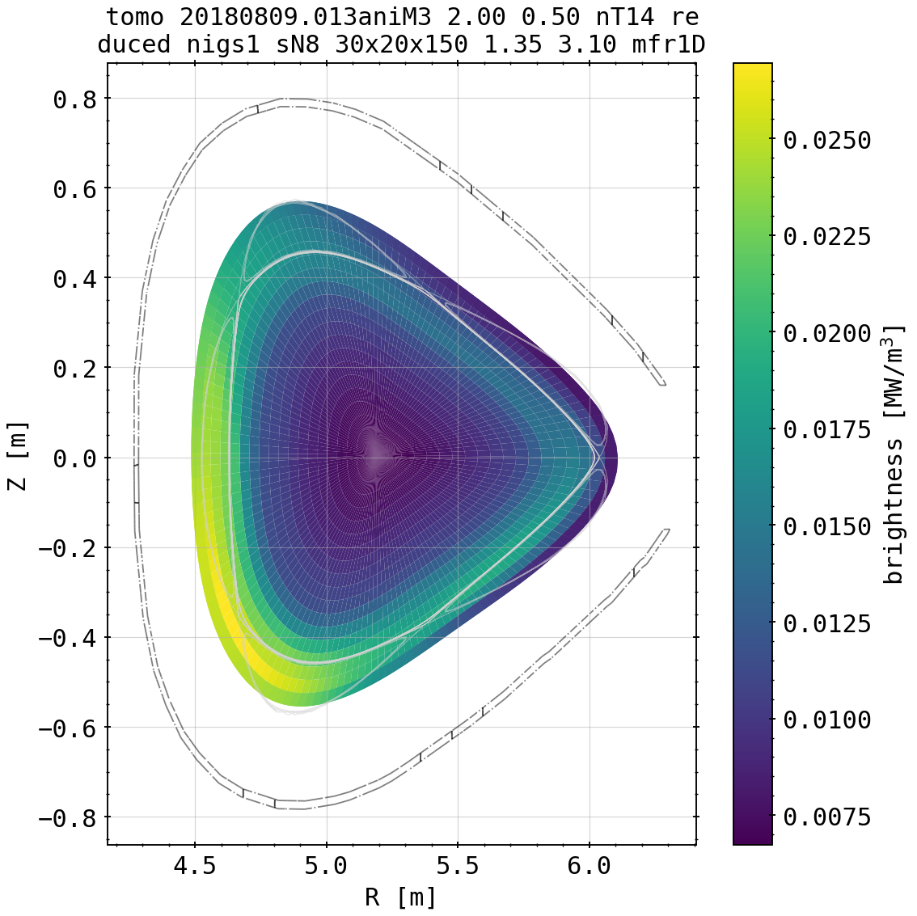 tomo 20180809.013aniM3 2.00 0.50 nT14 re
duced nigs1 sN8 30x20x150 1.35 3.10 mfr1D
0.8
0.6
0.4
0.2
0.0
−0.2
−0.4
−0.6
−0.8
Z [m]
4.5 5.0 5.5 6.0
R [m]
0.0250
0.0225
0.0200
0.0175
0.0150
0.0125
0.0100
0.0075
brightness [MW/m³]